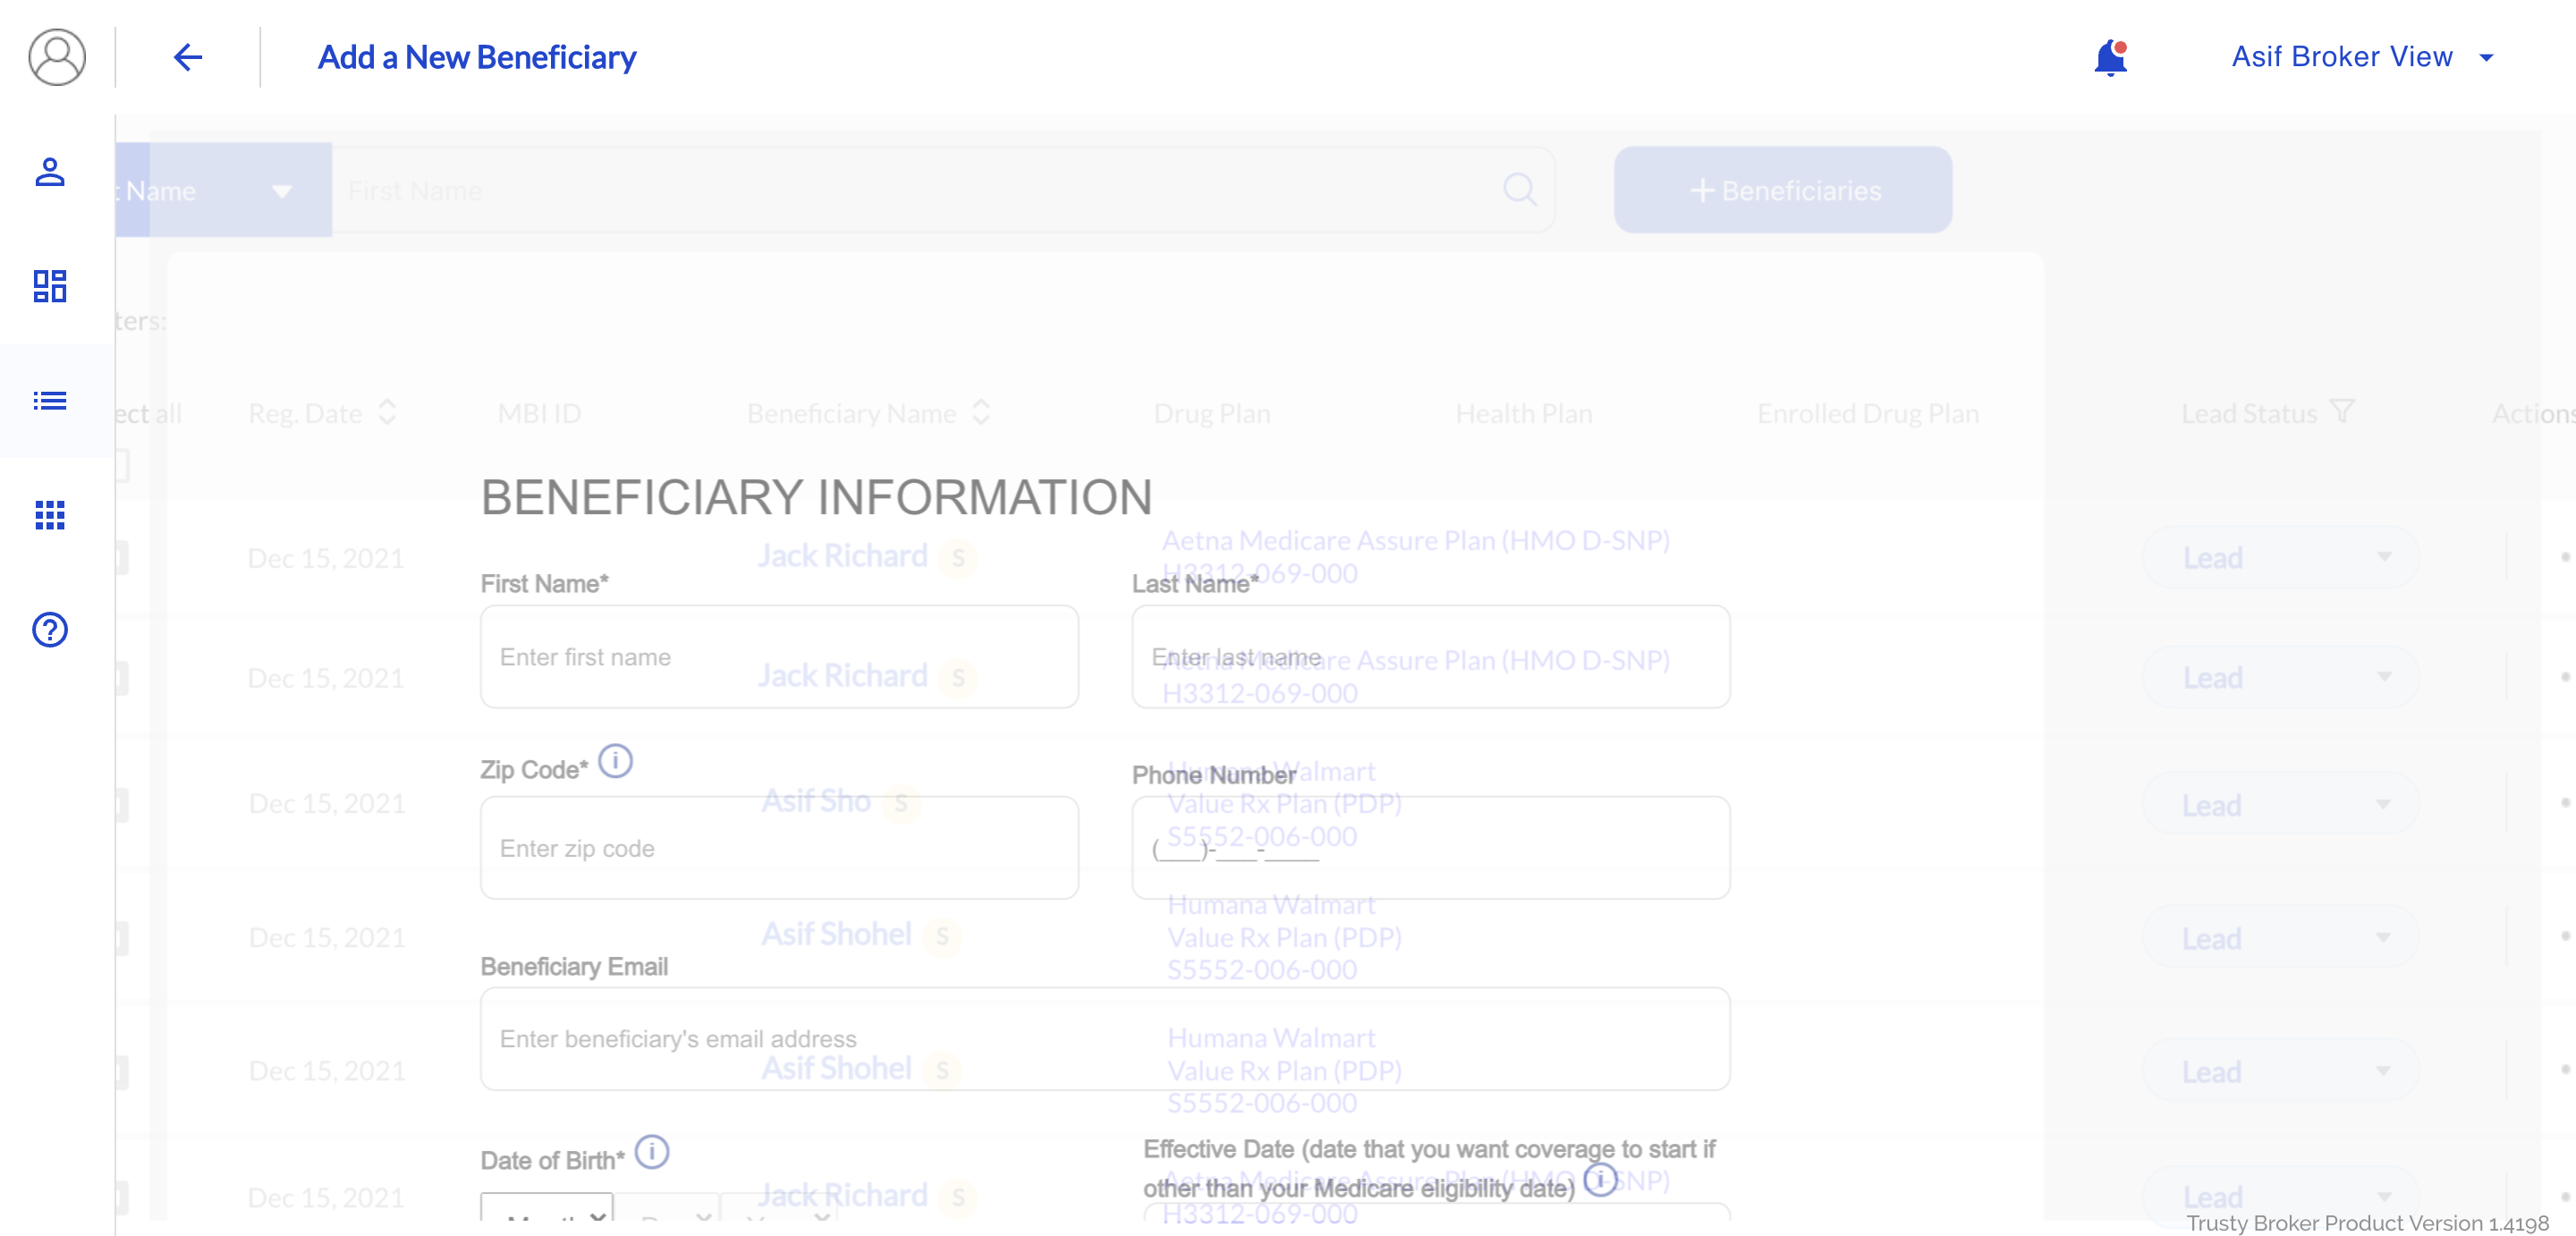 Add a New Beneficiary
Asif Broker View
t Name
First Name
+ Beneficiaries
ters:
ect all
Reg. Date
MBI ID
Beneficiary Name
Drug Plan
Health Plan
Enrolled Drug Plan
Lead Status
Actions
BENEFICIARY INFORMATION
Dec 15, 2021
Jack Richard S
Aetna Medicare Assure Plan (HMO D-SNP)
H3312-069-000
Lead
First Name*
Last Name*
Enter first name
Enter last name
Dec 15, 2021
Jack Richard S
Aetna Medicare Assure Plan (HMO D-SNP)
H3312-069-000
Lead
Zip Code*
Phone Number
Dec 15, 2021
Asif Sho S
Humana Walmart
Value Rx Plan (PDP)
S5552-006-000
Lead
Enter zip code
(___)-___-____
Dec 15, 2021
Asif Shohel S
Humana Walmart
Value Rx Plan (PDP)
S5552-006-000
Lead
Beneficiary Email
Enter beneficiary's email address
Dec 15, 2021
Asif Shohel S
Humana Walmart
Value Rx Plan (PDP)
S5552-006-000
Lead
Date of Birth*
Effective Date (date that you want coverage to start if
other than your Medicare eligibility date)
Dec 15, 2021
Jack Richard S
Aetna Medicare Assure Plan (HMO D-SNP)
H3312-069-000
Lead
Month
Trusty Broker Product Version 1.4198